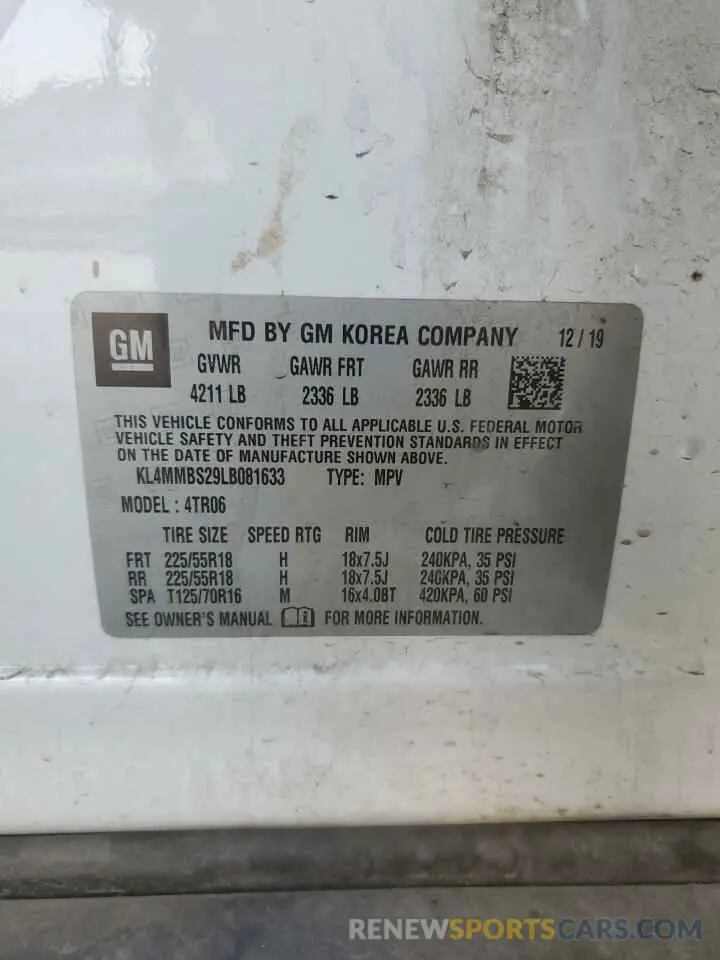 GM
MFD BY GM KOREA COMPANY 12/19
GVWR GAWR FRT GAWR RR
4211 LB 2336 LB 2336 LB
THIS VEHICLE CONFORMS TO ALL APPLICABLE U.S. FEDERAL MOTOR
VEHICLE SAFETY AND THEFT PREVENTION STANDARDS IN EFFECT
ON THE DATE OF MANUFACTURE SHOWN ABOVE.
KL4MMBS29LB081633 TYPE: MPV
MODEL: 4TR06
TIRE SIZE SPEED RTG RIM COLD TIRE PRESSURE
FRT 225/55R18 H 18x7.5J 240KPA, 35 PSI
RR 225/55R18 H 18x7.5J 240KPA, 35 PSI
SPA T125/70R16 M 16x4.0BT 420KPA, 60 PSI
SEE OWNER'S MANUAL i FOR MORE INFORMATION.
RENEWSPORTSCARS.COM